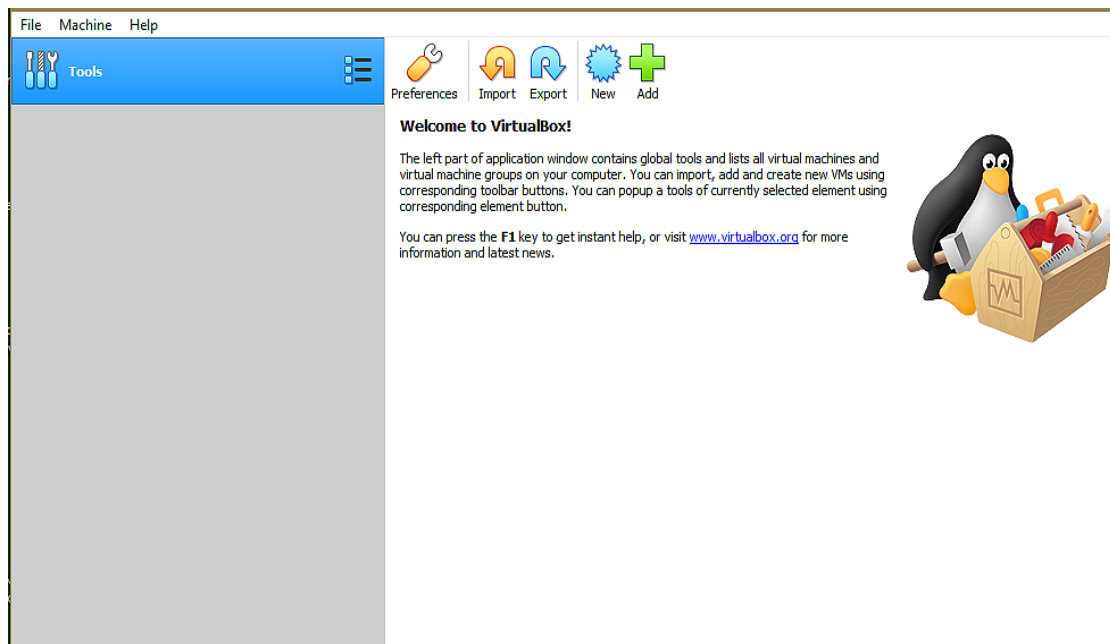 File Machine Help
Tools
Preferences Import Export New Add
Welcome to VirtualBox!
The left part of application window contains global tools and lists all virtual machines and
virtual machine groups on your computer. You can import, add and create new VMs using
corresponding toolbar buttons. You can popup a tools of currently selected element using
corresponding element button.
You can press the F1 key to get instant help, or visit www.virtualbox.org for more
information and latest news.